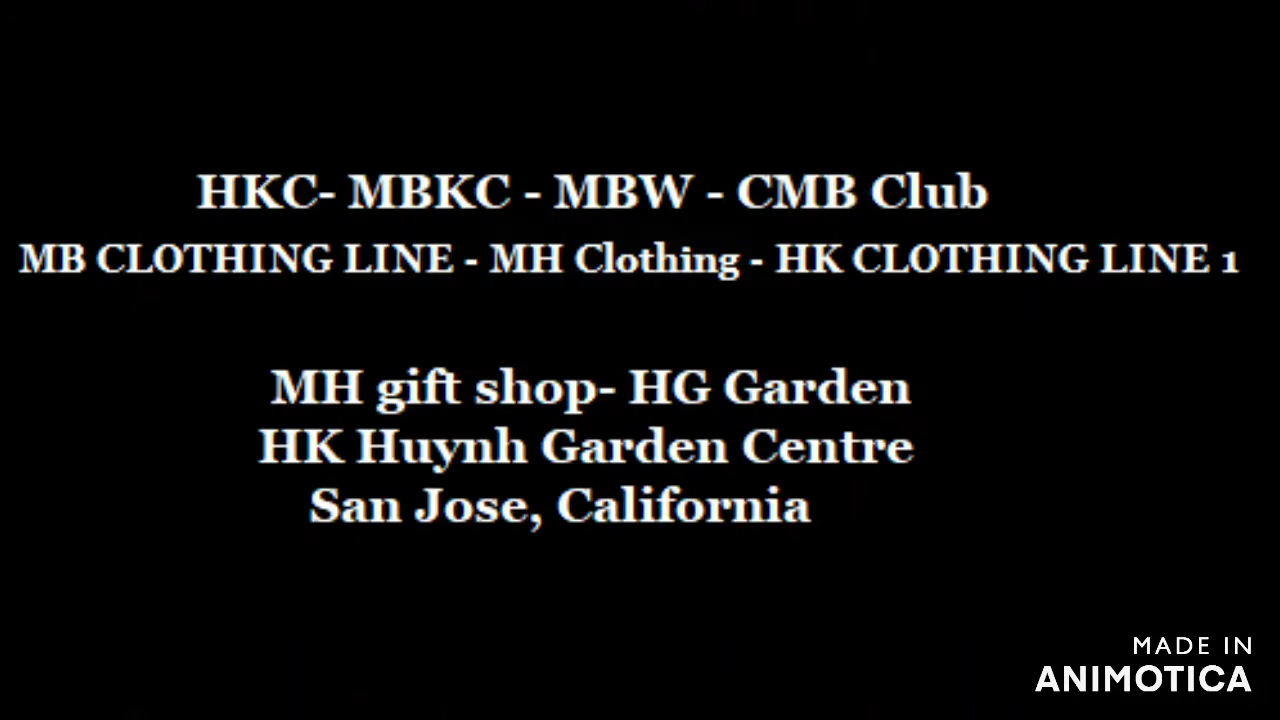 HKC- MBKC - MBW - CMB Club
MB CLOTHING LINE - MH Clothing - HK CLOTHING LINE 1
MH gift shop- HG Garden
HK Huynh Garden Centre
San Jose, California
MADE IN
ANIMOTICA